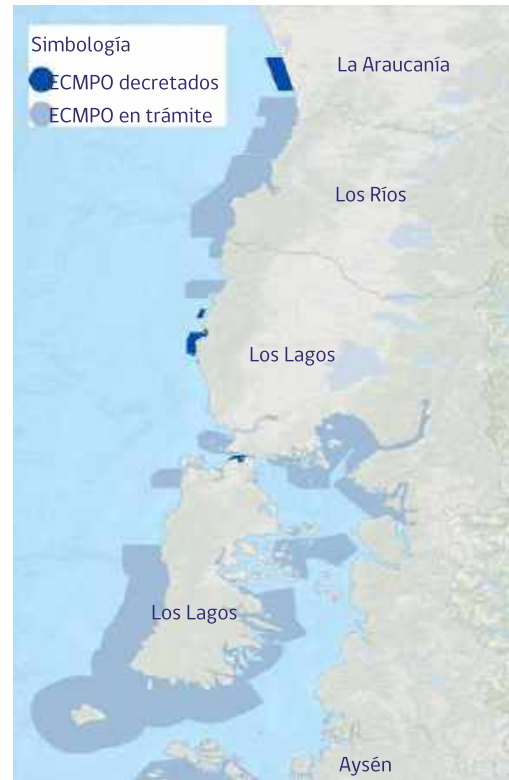 Simbología
ECMPO decretados
ECMPO en trámite
La Araucanía
Los Ríos
Los Lagos
Los Lagos
Aysén